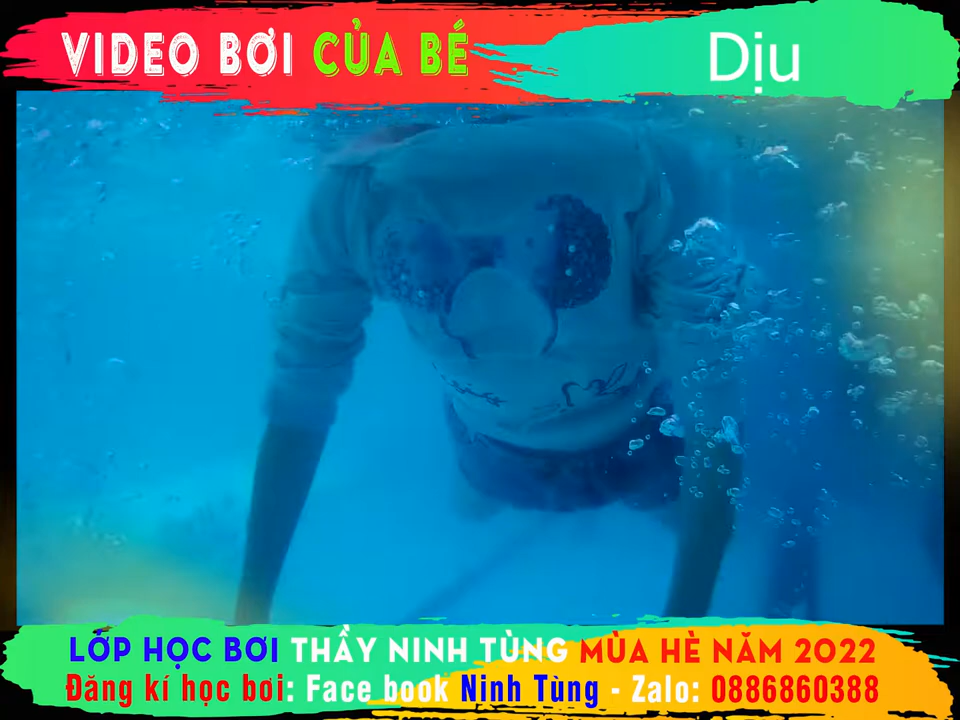 VIDEO BƠI CỦA BÉ
Dịu
LỚP HỌC BƠI THẦY NINH TÙNG MÙA HÈ NĂM 2022
Đăng kí học bơi: Face book Ninh Tùng - Zalo: 0886860388